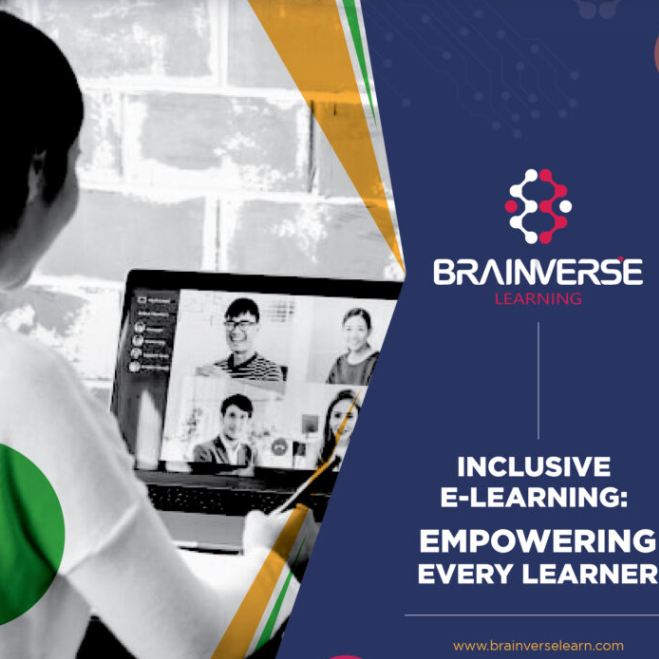 BRAINVERSE
LEARNING
INCLUSIVE
E-LEARNING:
EMPOWERING
EVERY LEARNER
www.brainverselearn.com